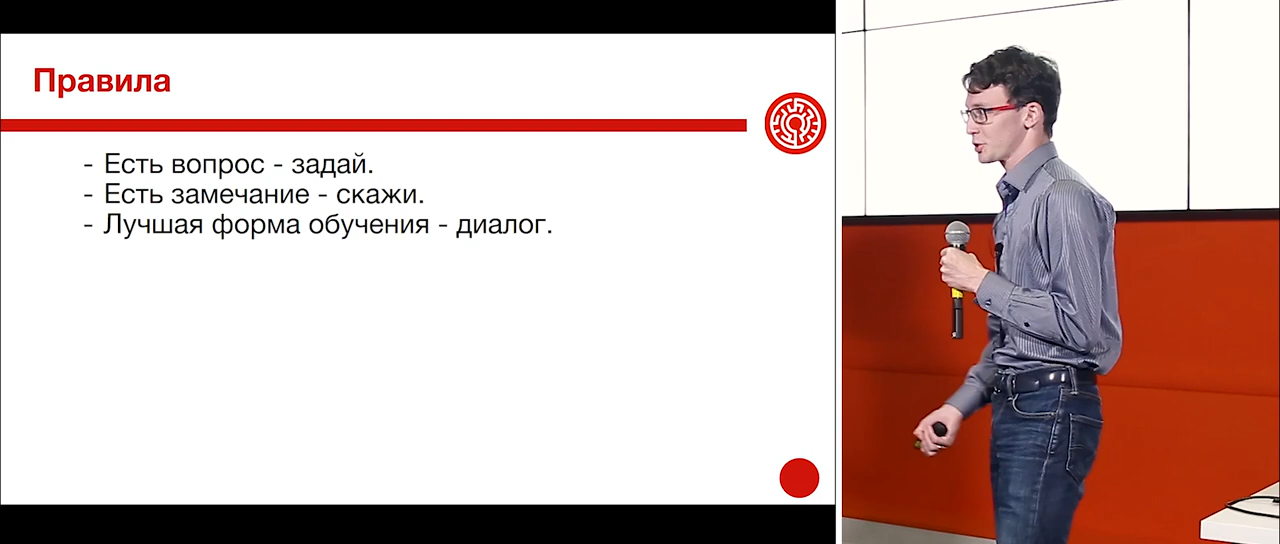 Правила
- Есть вопрос - задай.
- Есть замечание - скажи.
- Лучшая форма обучения - диалог.